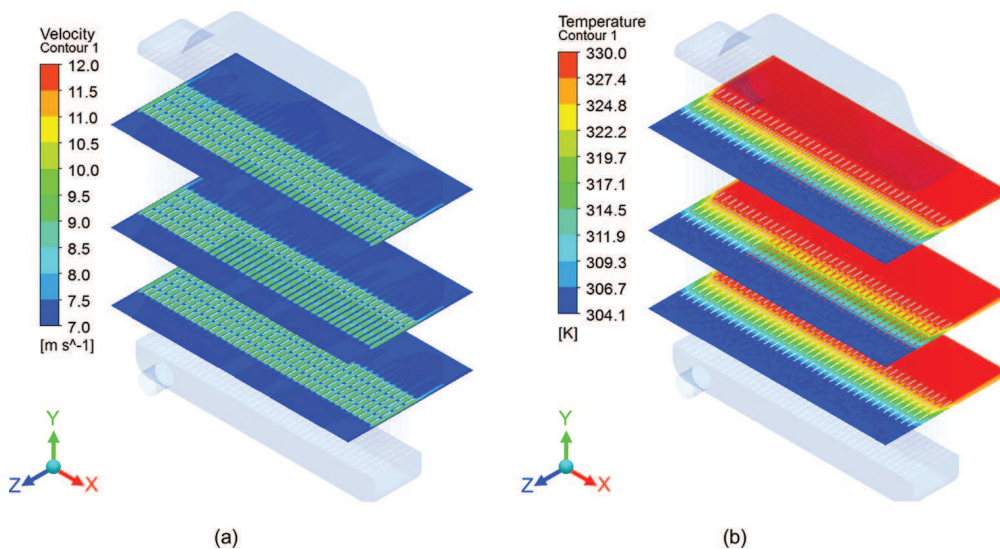 Velocity
Contour 1
12.0
11.5
11.0
10.5
10.0
9.5
9.0
8.5
8.0
7.5
7.0
[m s^-1]
Y
Z
X
(a)
Temperature
Contour 1
330.0
327.4
324.8
322.2
319.7
317.1
314.5
311.9
309.3
306.7
304.1
[K]
Y
Z
X
(b)